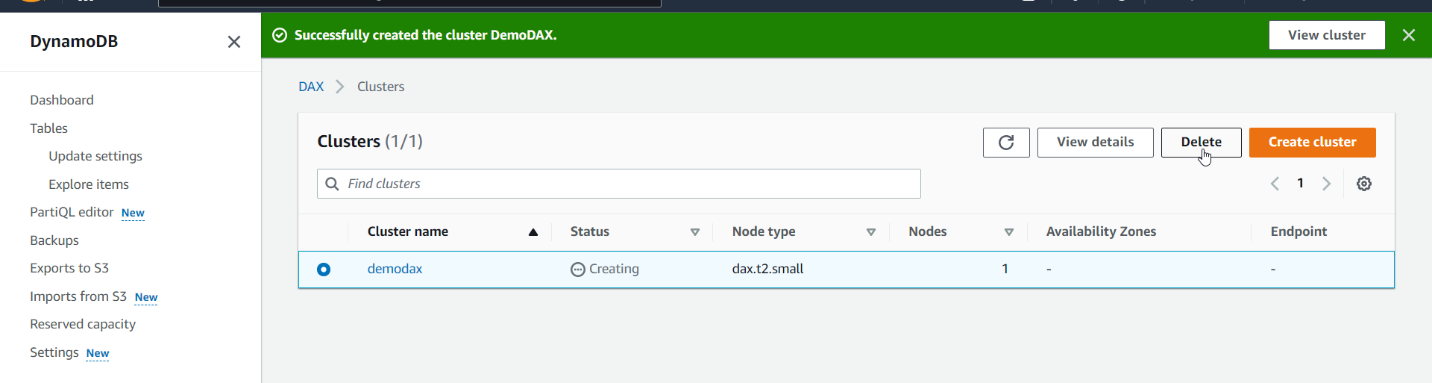 DynamoDB
Successfully created the cluster DemoDAX.
View cluster
Dashboard
Tables
Update settings
Explore items
PartiQL editor New
Backups
Exports to S3
Imports from S3 New
Reserved capacity
Settings New
DAX > Clusters
Clusters (1/1)
View details
Delete
Create cluster
Find clusters
1
Cluster name Status Node type Nodes Availability Zones Endpoint
demodax Creating dax.t2.small 1 - -